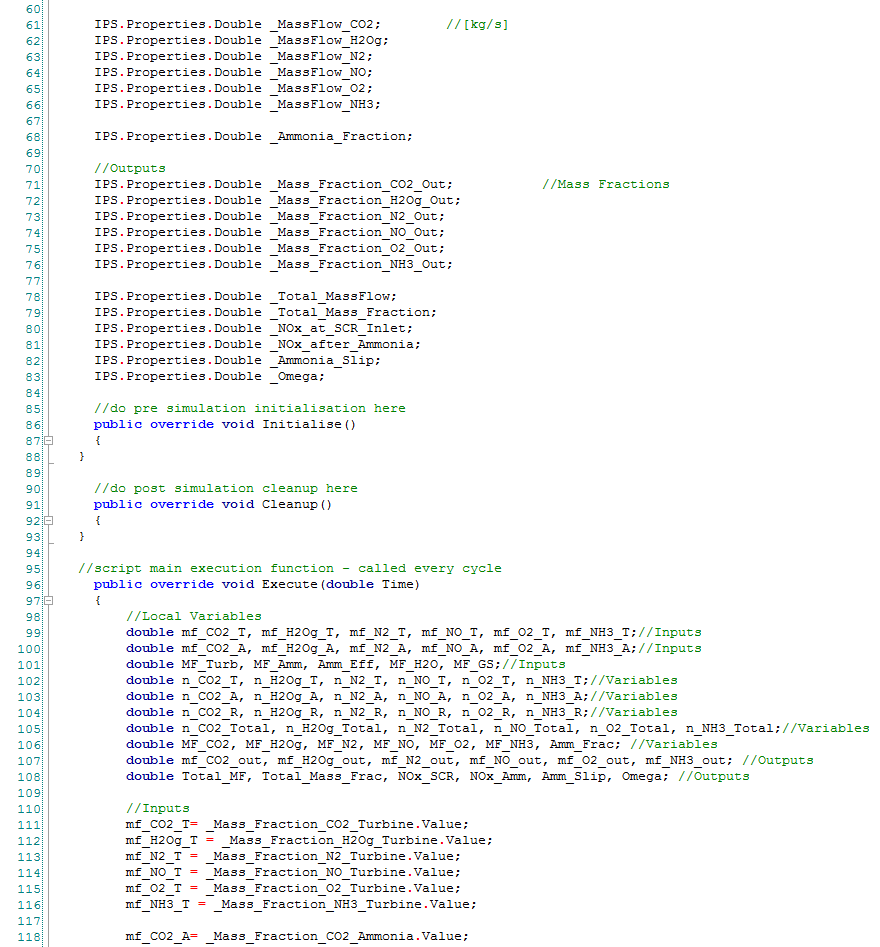 60
61 IPS.Properties.Double _MassFlow_CO2; //[kg/s]
62 IPS.Properties.Double _MassFlow_H2Og;
63 IPS.Properties.Double _MassFlow_N2;
64 IPS.Properties.Double _MassFlow_NO;
65 IPS.Properties.Double _MassFlow_O2;
66 IPS.Properties.Double _MassFlow_NH3;
67
68 IPS.Properties.Double _Ammonia_Fraction;
69
70 //Outputs
71 IPS.Properties.Double _Mass_Fraction_CO2_Out; //Mass Fractions
72 IPS.Properties.Double _Mass_Fraction_H2Og_Out;
73 IPS.Properties.Double _Mass_Fraction_N2_Out;
74 IPS.Properties.Double _Mass_Fraction_NO_Out;
75 IPS.Properties.Double _Mass_Fraction_O2_Out;
76 IPS.Properties.Double _Mass_Fraction_NH3_Out;
77
78 IPS.Properties.Double _Total_MassFlow;
79 IPS.Properties.Double _Total_Mass_Fraction;
80 IPS.Properties.Double _NOx_at_SCR_Inlet;
81 IPS.Properties.Double _NOx_after_Ammonia;
82 IPS.Properties.Double _Ammonia_Slip;
83 IPS.Properties.Double _Omega;
84
85 //do pre simulation initialisation here
86 public override void Initialise()
87 {
88 }
89
90 //do post simulation cleanup here
91 public override void Cleanup()
92 {
93 }
94
95 //script main execution function - called every cycle
96 public override void Execute(double Time)
97 {
98 //Local Variables
99 double mf_CO2_T, mf_H2Og_T, mf_N2_T, mf_NO_T, mf_O2_T, mf_NH3_T;//Inputs
100 double mf_CO2_A, mf_H2Og_A, mf_N2_A, mf_NO_A, mf_O2_A, mf_NH3_A;//Inputs
101 double MF_Turb, MF_Amm, Amm_Eff, MF_H2O, MF_GS;//Inputs
102 double n_CO2_T, n_H2Og_T, n_N2_T, n_NO_T, n_O2_T, n_NH3_T;//Variables
103 double n_CO2_A, n_H2Og_A, n_N2_A, n_NO_A, n_O2_A, n_NH3_A;//Variables
104 double n_CO2_R, n_H2Og_R, n_N2_R, n_NO_R, n_O2_R, n_NH3_R;//Variables
105 double n_CO2_Total, n_H2Og_Total, n_N2_Total, n_NO_Total, n_O2_Total, n_NH3_Total;//Variables
106 double MF_CO2, MF_H2Og, MF_N2, MF_NO, MF_O2, MF_NH3, Amm_Frac; //Variables
107 double mf_CO2_out, mf_H2Og_out, mf_N2_out, mf_NO_out, mf_O2_out, mf_NH3_out; //Outputs
108 double Total_MF, Total_Mass_Frac, NOx_SCR, NOx_Amm, Amm_Slip, Omega; //Outputs
109
110 //Inputs
111 mf_CO2_T= _Mass_Fraction_CO2_Turbine.Value;
112 mf_H2Og_T = _Mass_Fraction_H2Og_Turbine.Value;
113 mf_N2_T = _Mass_Fraction_N2_Turbine.Value;
114 mf_NO_T = _Mass_Fraction_NO_Turbine.Value;
115 mf_O2_T = _Mass_Fraction_O2_Turbine.Value;
116 mf_NH3_T = _Mass_Fraction_NH3_Turbine.Value;
117
118 mf_CO2_A= _Mass_Fraction_CO2_Ammonia.Value;